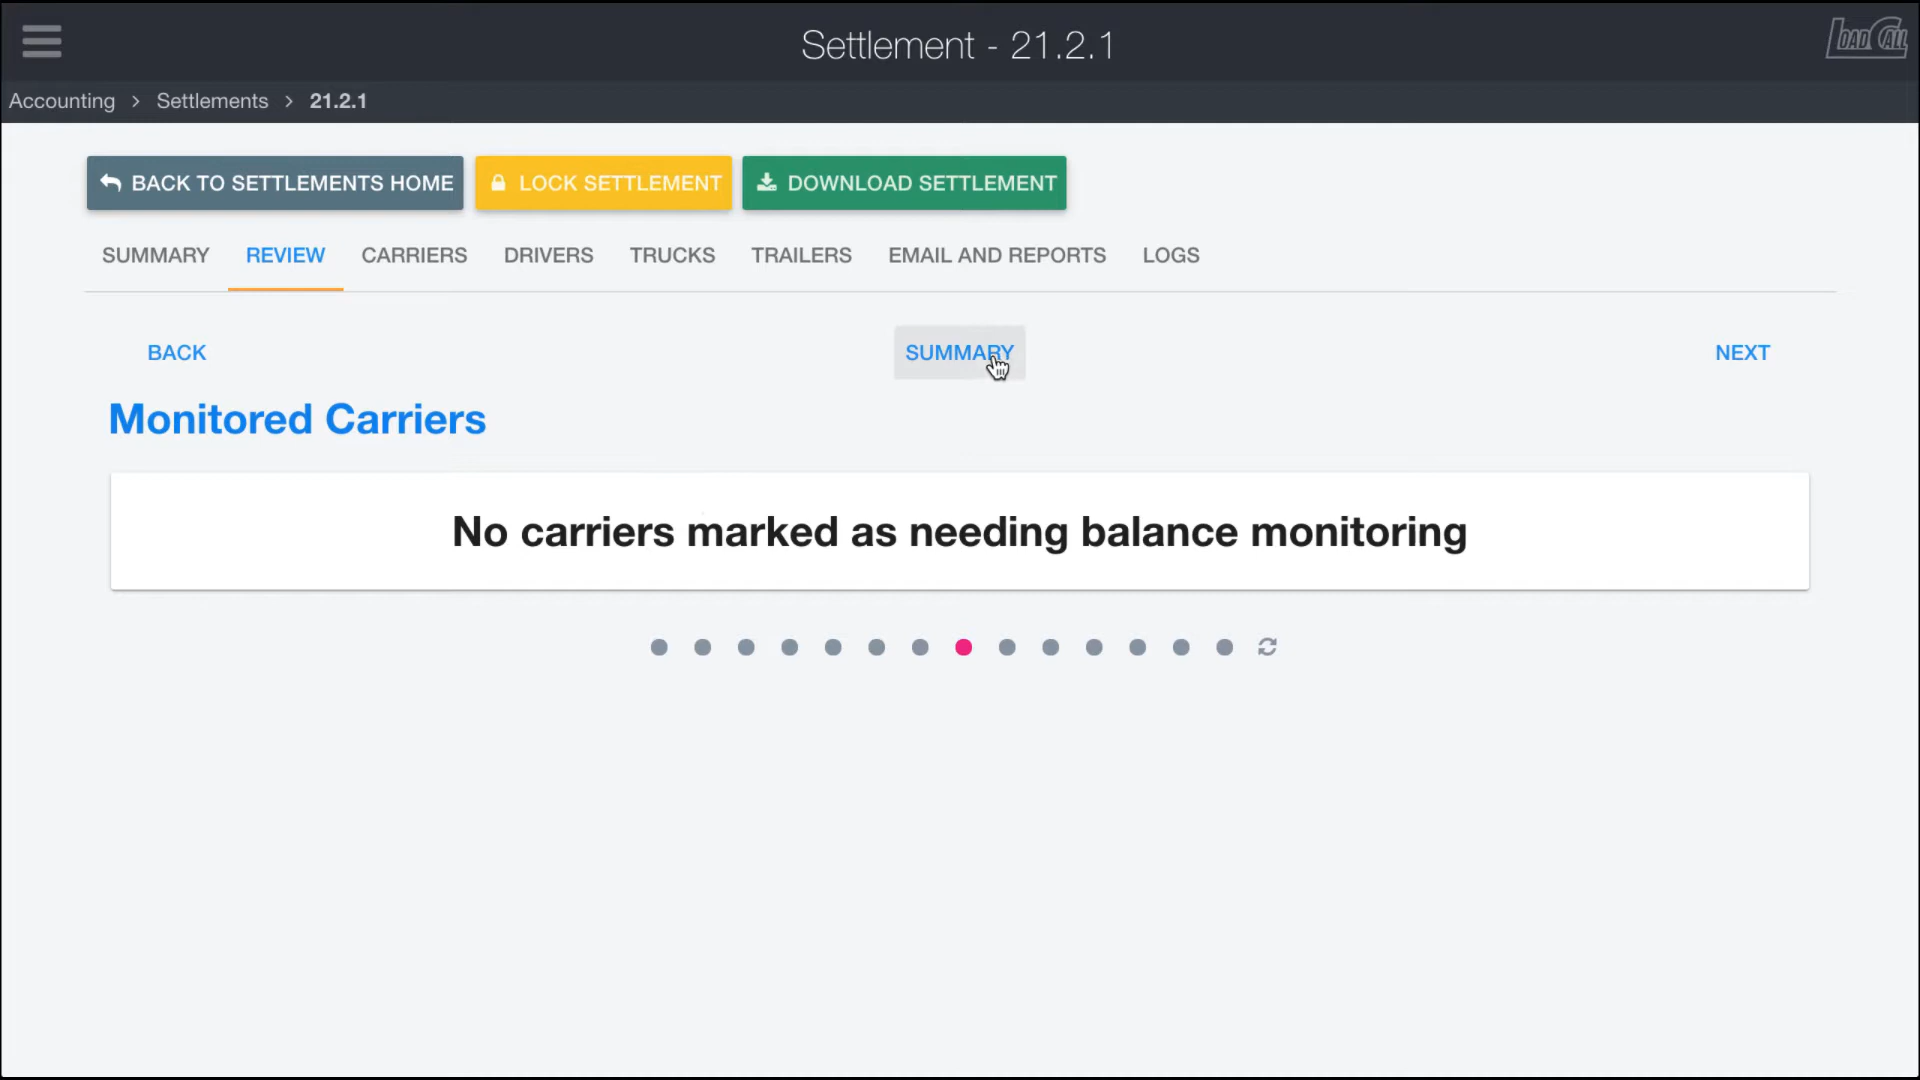 Settlement - 21.2.1
LOAD CALL
Accounting > Settlements > 21.2.1
BACK TO SETTLEMENTS HOME
LOCK SETTLEMENT
DOWNLOAD SETTLEMENT
SUMMARY
REVIEW
CARRIERS
DRIVERS
TRUCKS
TRAILERS
EMAIL AND REPORTS
LOGS
BACK
SUMMARY
NEXT
Monitored Carriers
No carriers marked as needing balance monitoring